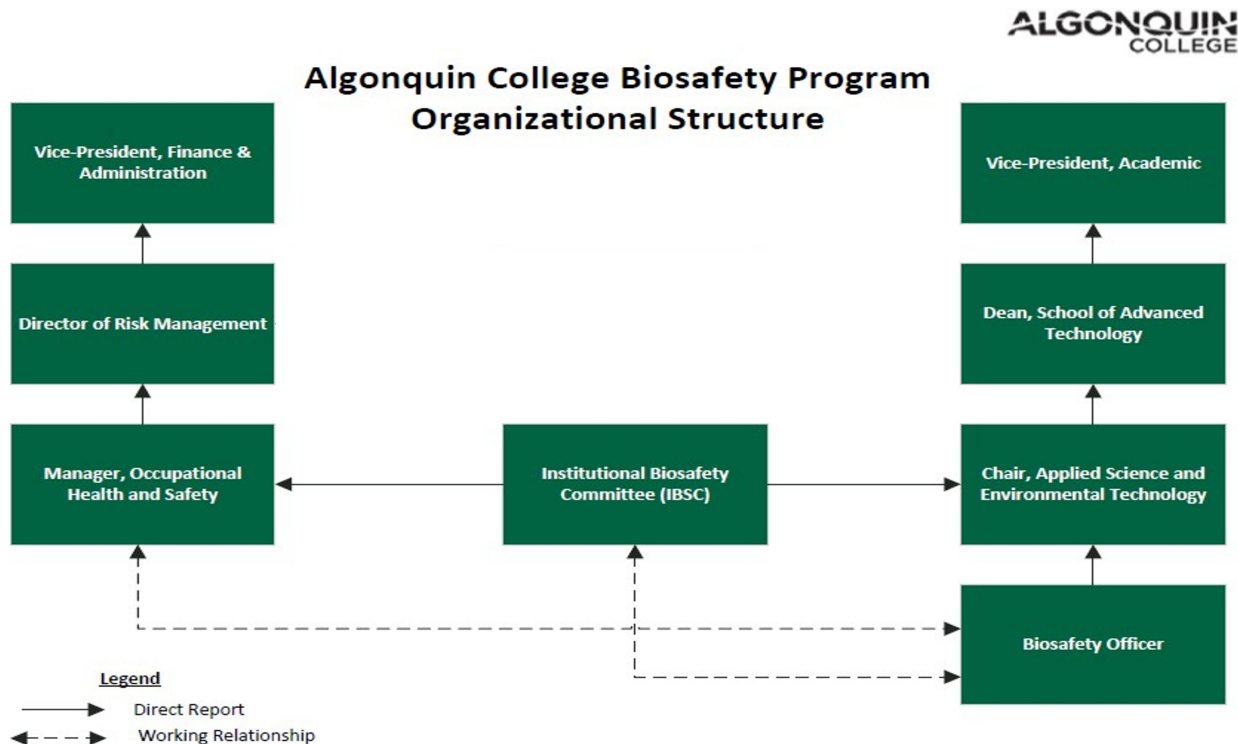 ALGONQUIN
COLLEGE
Algonquin College Biosafety Program
Organizational Structure
Vice-President, Finance &
Administration
Vice-President, Academic
Director of Risk Management
Dean, School of Advanced
Technology
Manager, Occupational
Health and Safety
Institutional Biosafety
Committee (IBSC)
Chair, Applied Science and
Environmental Technology
Biosafety Officer
Legend
Direct Report
Working Relationship